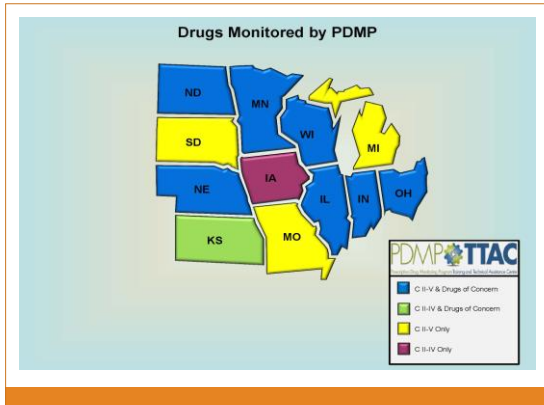 Drugs Monitored by PDMP
ND
MN
WI
SD
MI
NE
IA
IL
IN
OH
KS
MO
PDMP TTAC
Prescription Drug Monitoring Program Training and Technical Assistance Center
C II-V & Drugs of Concern
C II-IV & Drugs of Concern
C II-V Only
C II-IV Only